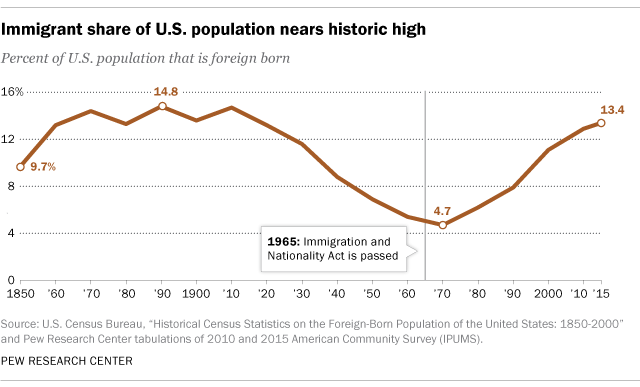 Immigrant share of U.S. population nears historic high
Percent of U.S. population that is foreign born
16%
14.8
13.4
12
9.7%
8
4.7
4
1965: Immigration and
Nationality Act is passed
0
1850 ’60 ’70 ’80 ’90 1900 ’10 ’20 ’30 ’40 ’50 ’60 ’70 ’80 ’90 2000 ’10 ’15
Source: U.S. Census Bureau, “Historical Census Statistics on the Foreign-Born Population of the United States: 1850-2000”
and Pew Research Center tabulations of 2010 and 2015 American Community Survey (IPUMS).
PEW RESEARCH CENTER